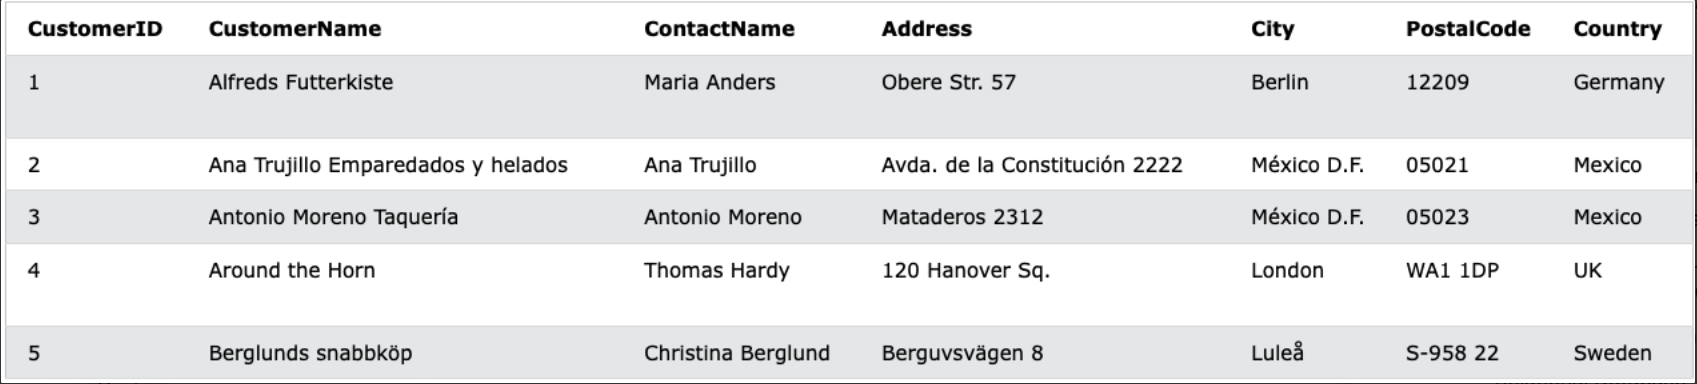 CustomerID CustomerName ContactName Address City PostalCode Country
1 Alfreds Futterkiste Maria Anders Obere Str. 57 Berlin 12209 Germany
2 Ana Trujillo Emparedados y helados Ana Trujillo Avda. de la Constitución 2222 México D.F. 05021 Mexico
3 Antonio Moreno Taquería Antonio Moreno Mataderos 2312 México D.F. 05023 Mexico
4 Around the Horn Thomas Hardy 120 Hanover Sq. London WA1 1DP UK
5 Berglunds snabbköp Christina Berglund Berguvsvägen 8 Luleå S-958 22 Sweden